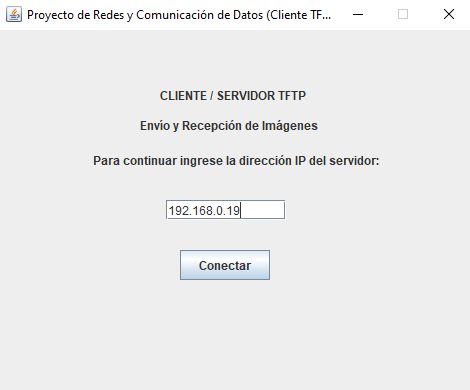 Proyecto de Redes y Comunicación de Datos (Cliente TF...
CLIENTE / SERVIDOR TFTP
Envío y Recepción de Imágenes
Para continuar ingrese la dirección IP del servidor:
192.168.0.19
Conectar